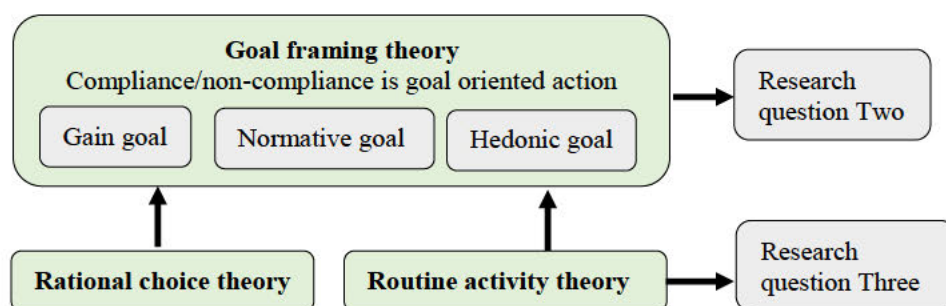 Goal framing theory
Compliance/non-compliance is goal oriented action
Gain goal
Normative goal
Hedonic goal
Research
question Two
Rational choice theory
Routine activity theory
Research
question Three